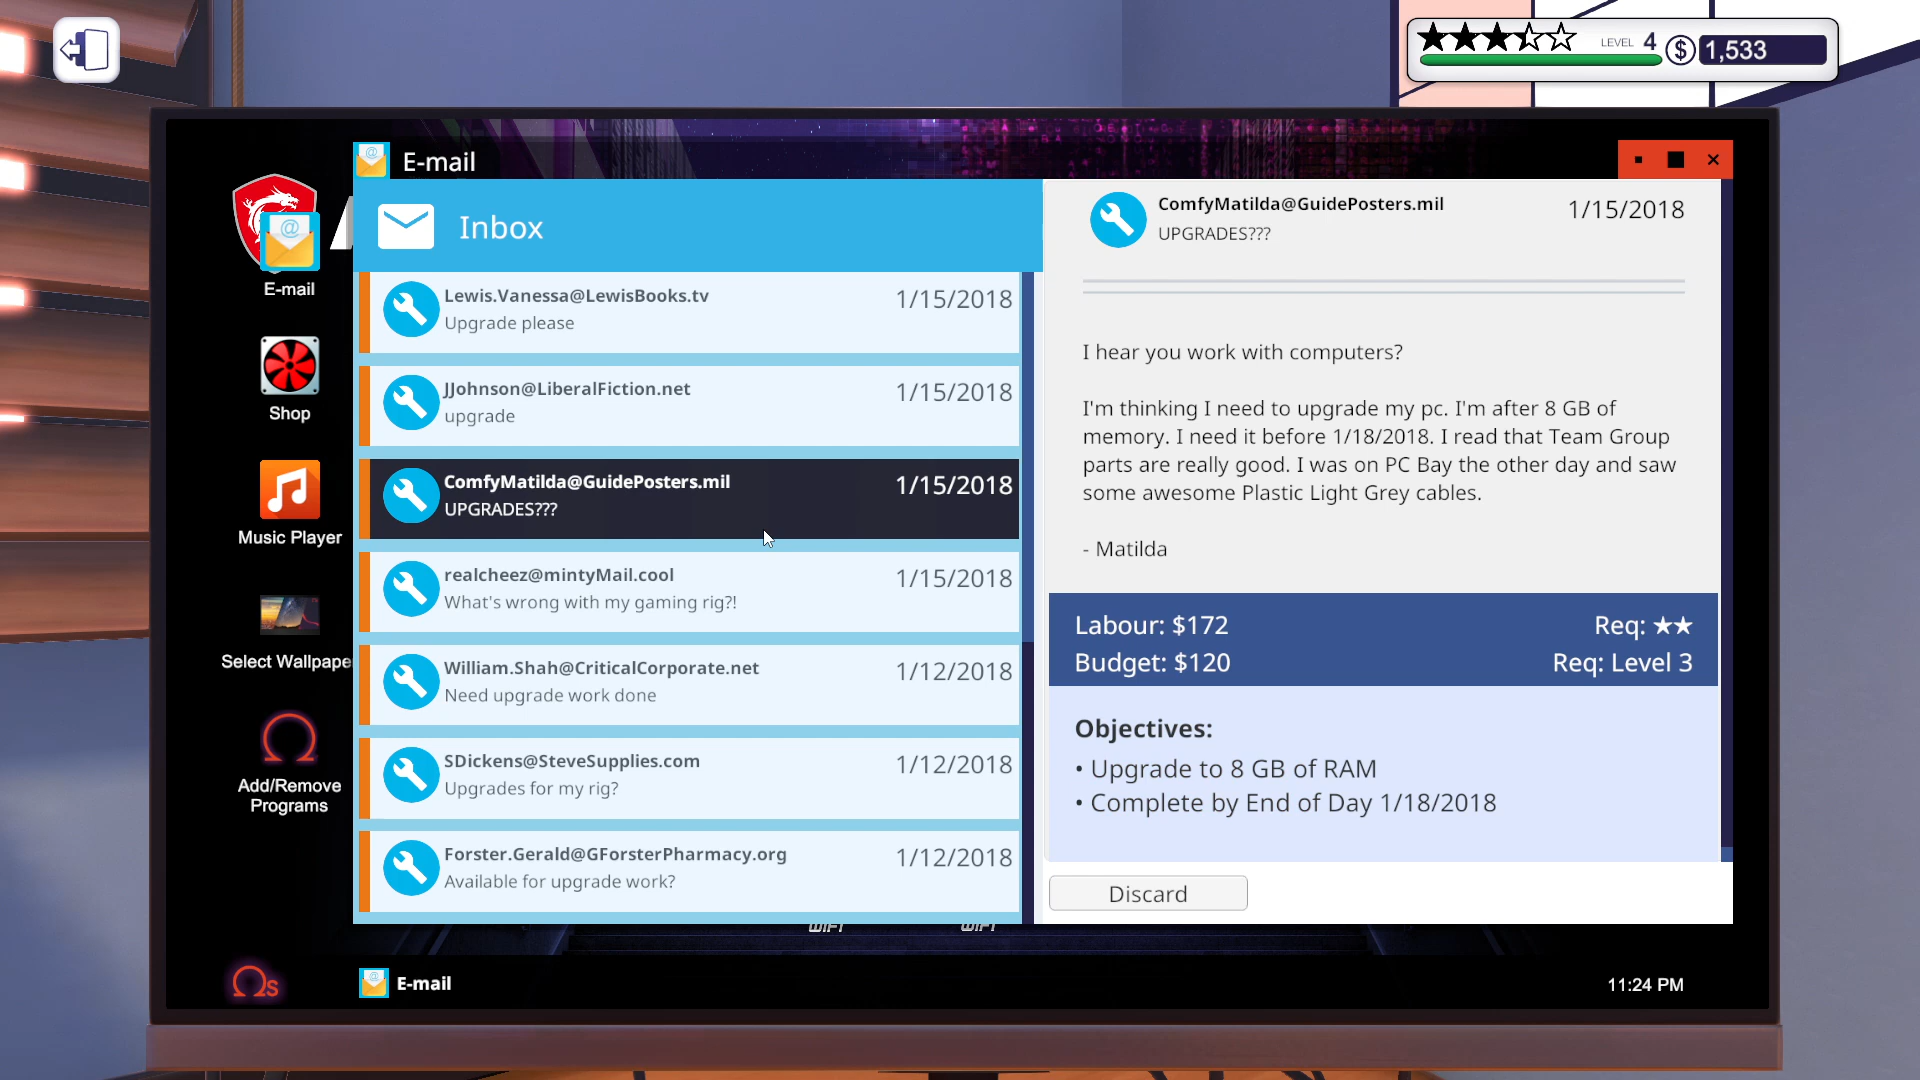 LEVEL 4 $ 1,533
E-mail
Inbox
E-mail
Shop
Music Player
Select Wallpape
Add/Remove
Programs
Lewis.Vanessa@LewisBooks.tv 1/15/2018
Upgrade please
JJohnson@LiberalFiction.net 1/15/2018
upgrade
ComfyMatilda@GuidePosters.mil 1/15/2018
UPGRADES???
realcheez@mintyMail.cool 1/15/2018
What's wrong with my gaming rig?!
William.Shah@CriticalCorporate.net 1/12/2018
Need upgrade work done
SDickens@SteveSupplies.com 1/12/2018
Upgrades for my rig?
Forster.Gerald@GForsterPharmacy.org 1/12/2018
Available for upgrade work?
ComfyMatilda@GuidePosters.mil 1/15/2018
UPGRADES???
I hear you work with computers?
I'm thinking I need to upgrade my pc. I'm after 8 GB of
memory. I need it before 1/18/2018. I read that Team Group
parts are really good. I was on PC Bay the other day and saw
some awesome Plastic Light Grey cables.
- Matilda
Labour: $172 Req: ★★
Budget: $120 Req: Level 3
Objectives:
• Upgrade to 8 GB of RAM
• Complete by End of Day 1/18/2018
Discard
WIFI WIFI
Ωs
E-mail
11:24 PM